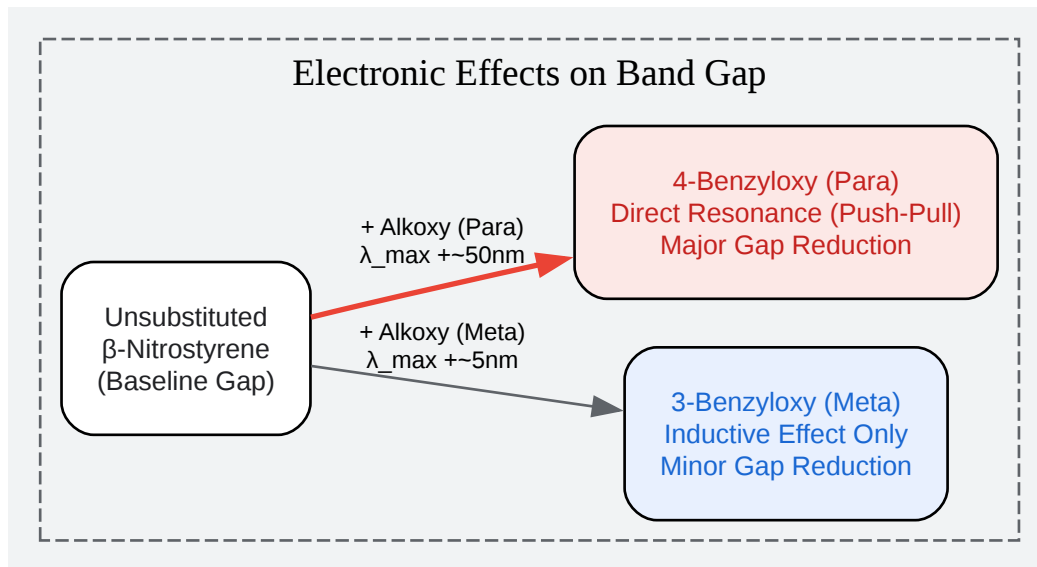 Electronic Effects on Band Gap
4-Benzyloxy (Para)
Direct Resonance (Push-Pull)
Major Gap Reduction
+ Alkoxy (Para)
λ_max +~50nm
Unsubstituted
β-Nitrostyrene
(Baseline Gap)
+ Alkoxy (Meta)
λ_max +~5nm
3-Benzyloxy (Meta)
Inductive Effect Only
Minor Gap Reduction